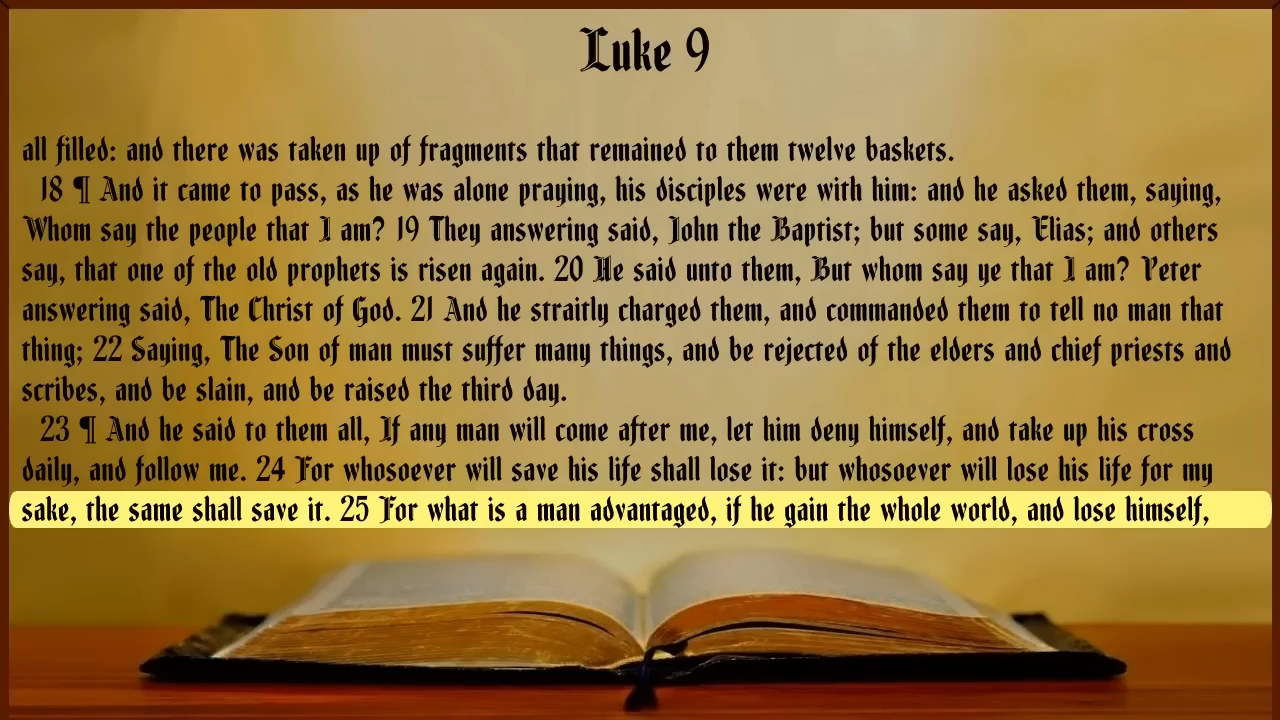 Luke 9
all filled: and there was taken up of fragments that remained to them twelve baskets.
18 ¶ And it came to pass, as he was alone praying, his disciples were with him: and he asked them, saying,
Whom say the people that I am? 19 They answering said, John the Baptist; but some say, Elias; and others
say, that one of the old prophets is risen again. 20 He said unto them, But whom say ye that I am? Peter
answering said, The Christ of God. 21 And he straitly charged them, and commanded them to tell no man that
thing; 22 Saying, The Son of man must suffer many things, and be rejected of the elders and chief priests and
scribes, and be slain, and be raised the third day.
23 ¶ And he said to them all, If any man will come after me, let him deny himself, and take up his cross
daily, and follow me. 24 For whosoever will save his life shall lose it: but whosoever will lose his life for my
sake, the same shall save it. 25 For what is a man advantaged, if he gain the whole world, and lose himself,